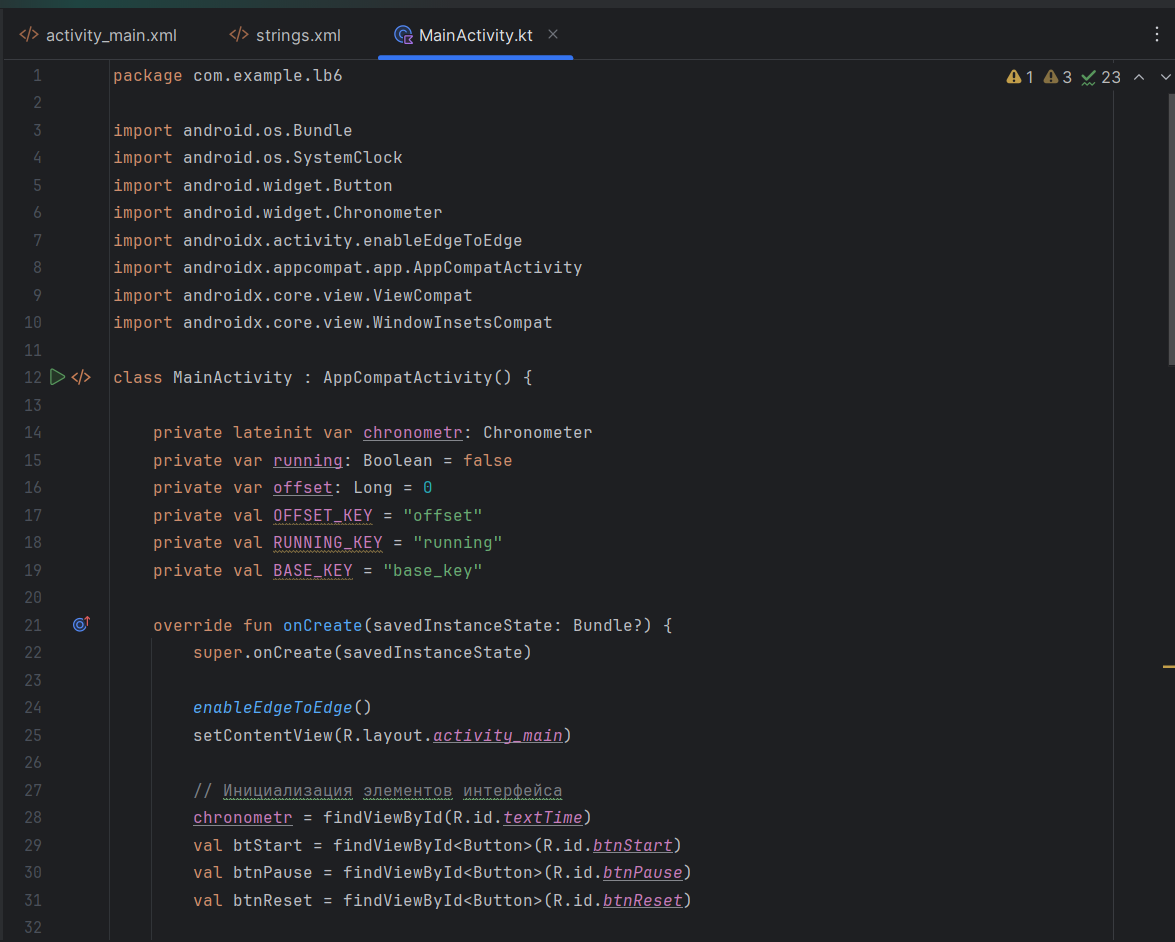 activity_main.xml strings.xml MainActivity.kt
1 package com.example.lb6 1 3 23
2
3 import android.os.Bundle
4 import android.os.SystemClock
5 import android.widget.Button
6 import android.widget.Chronometer
7 import androidx.activity.enableEdgeToEdge
8 import androidx.appcompat.app.AppCompatActivity
9 import androidx.core.view.ViewCompat
10 import androidx.core.view.WindowInsetsCompat
11
12 class MainActivity : AppCompatActivity() {
13
14 private lateinit var chronometr: Chronometer
15 private var running: Boolean = false
16 private var offset: Long = 0
17 private val OFFSET_KEY = "offset"
18 private val RUNNING_KEY = "running"
19 private val BASE_KEY = "base_key"
20
21 override fun onCreate(savedInstanceState: Bundle?) {
22 super.onCreate(savedInstanceState)
23
24 enableEdgeToEdge()
25 setContentView(R.layout.activity_main)
26
27 // Инициализация элементов интерфейса
28 chronometr = findViewById(R.id.textTime)
29 val btStart = findViewById<Button>(R.id.btnStart)
30 val btnPause = findViewById<Button>(R.id.btnPause)
31 val btnReset = findViewById<Button>(R.id.btnReset)
32